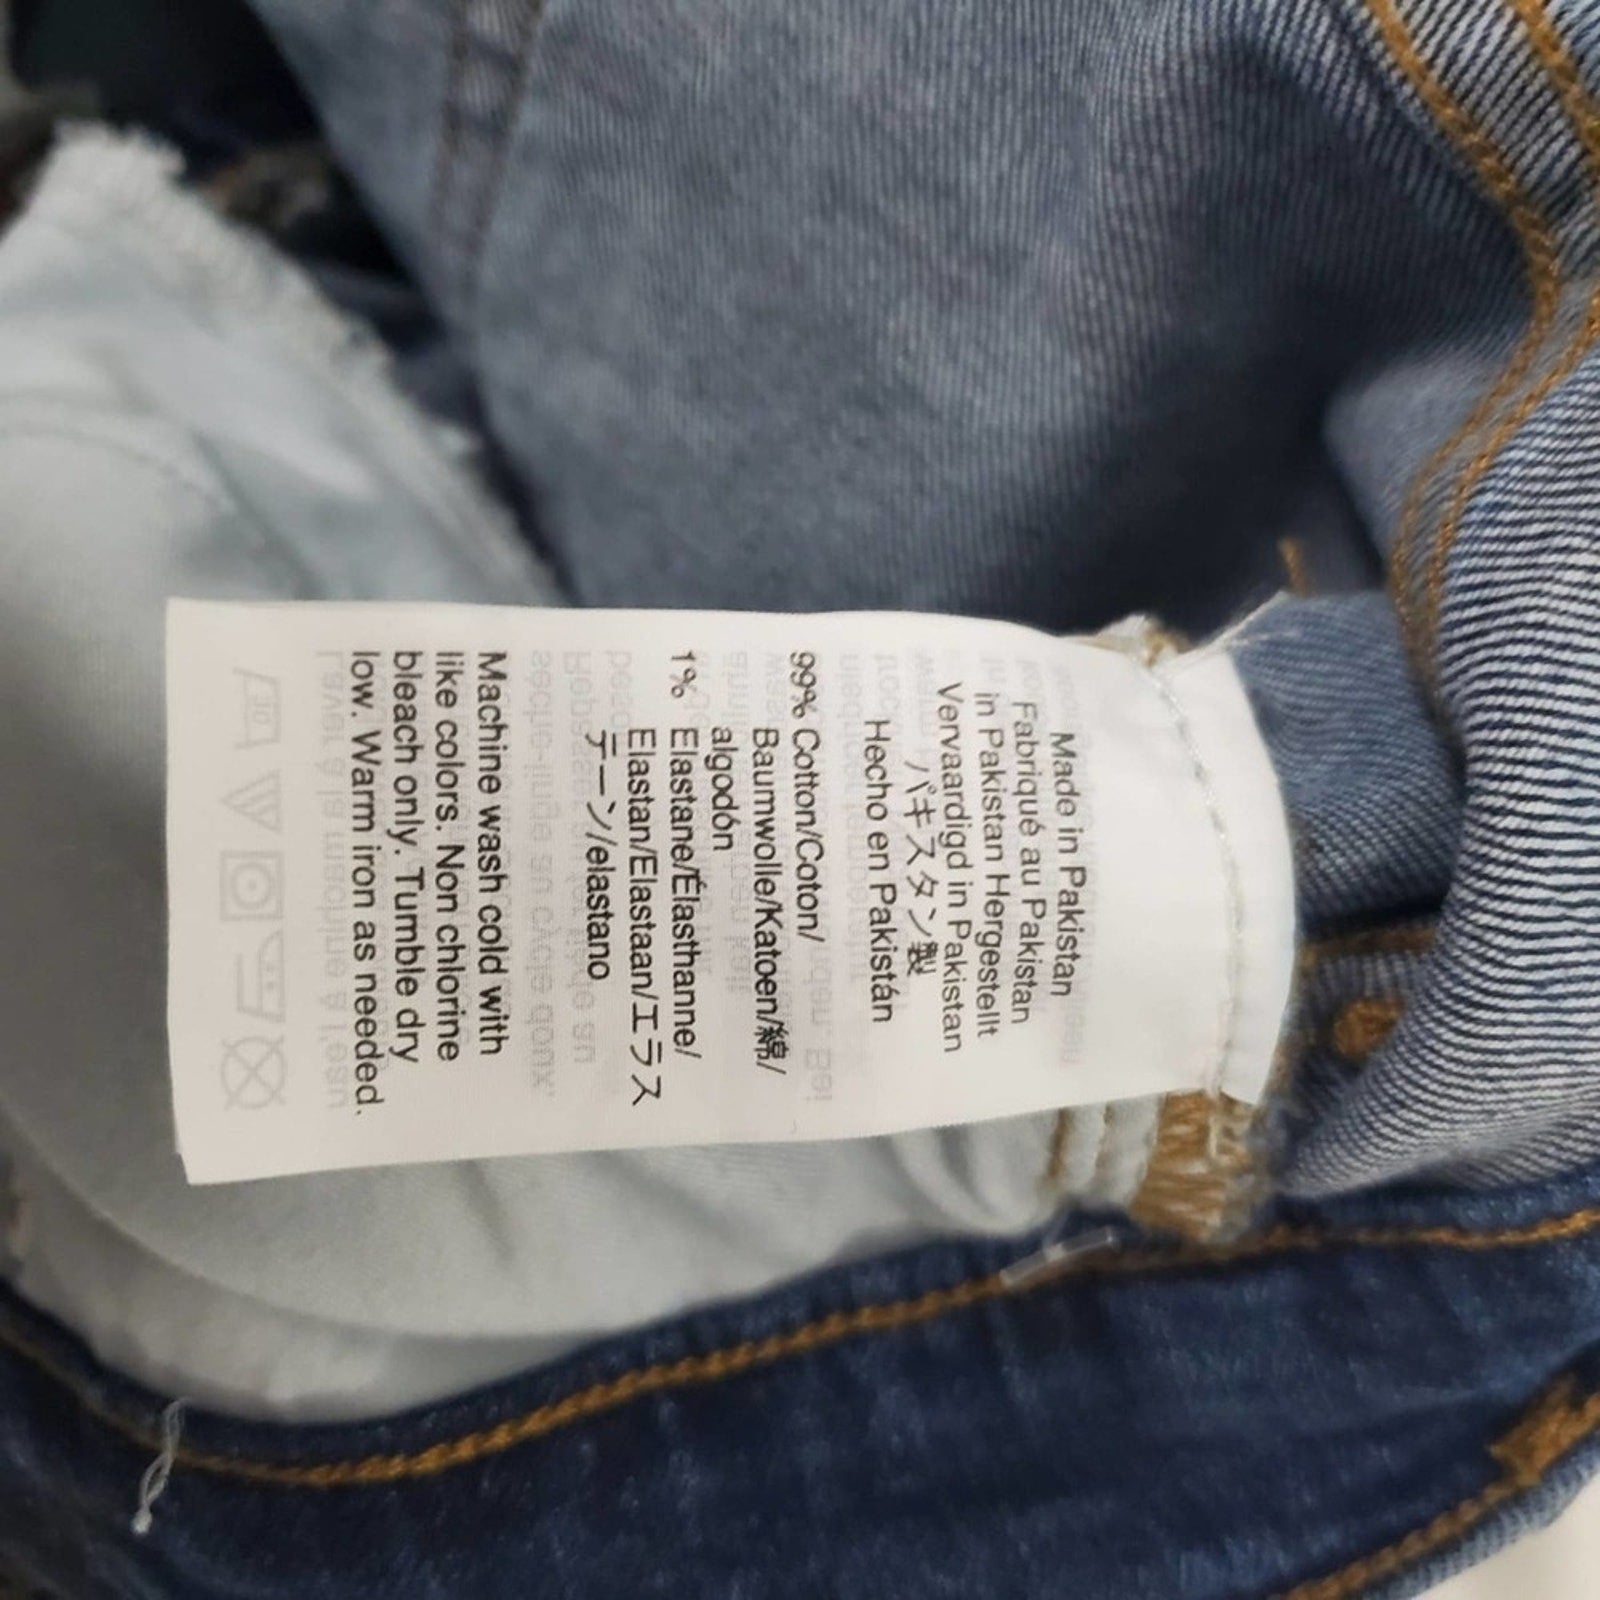 Made in Pakistan
Fabriqué au Pakistan
in Pakistan Hergestellt
Vervaardigd in Pakistan
パキスタン製
Hecho en Pakistán
99% Cotton/Coton/
Baumwolle/Katoen/綿/
algodón
1% Elastane/Élasthanne/
Elastan/Elastaan/エラス
テーン/elastano
Machine wash cold with
like colors. Non chlorine
bleach only. Tumble dry
low. Warm iron as needed.